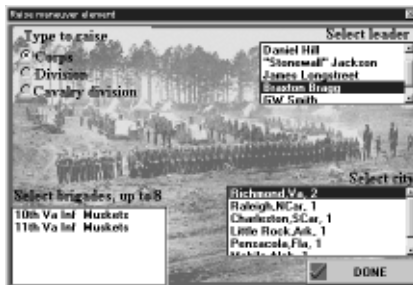 Raise maneuver element
Type to raise
Corps
Division
Cavalry division
Select leader
Daniel Hill
"Stonewall" Jackson
James Longstreet
Braxton Bragg
GW Smith
Select brigades, up to 8
10th Va Inf Muskets
11th Va Inf Muskets
Select city
Richmond,Va, 2
Raleigh,NCar, 1
Charleston,SCar, 1
Little Rock,Ark, 1
Pensacola,Fla, 1
DONE